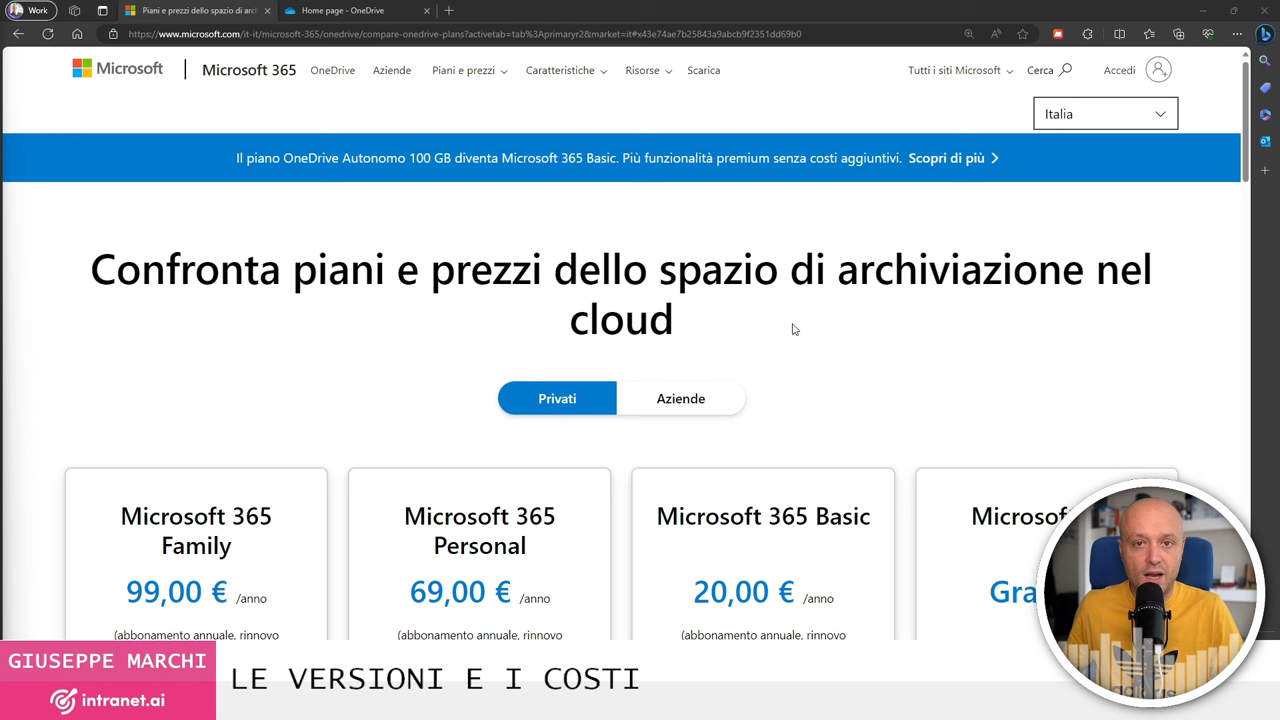 Work
Piani e prezzi dello spazio di arch
Home page - OneDrive
https://www.microsoft.com/it-it/microsoft-365/onedrive/compare-onedrive-plans?activetab=tab%3Aprimaryr2&market=it#x43e74ae7b25843a9abcb9f2351dd69b0
Microsoft
Microsoft 365
OneDrive
Aziende
Piani e prezzi
Caratteristiche
Risorse
Scarica
Tutti i siti Microsoft
Cerca
Accedi
Italia
Il piano OneDrive Autonomo 100 GB diventa Microsoft 365 Basic. Più funzionalità premium senza costi aggiuntivi. Scopri di più
Confronta piani e prezzi dello spazio di archiviazione nel
cloud
Privati
Aziende
Microsoft 365
Family
99,00 € /anno
(abbonamento annuale, rinnovo
Microsoft 365
Personal
69,00 € /anno
(abbonamento annuale, rinnovo
Microsoft 365 Basic
20,00 € /anno
(abbonamento annuale, rinnovo
GIUSEPPE MARCHI
intranet.ai
LE VERSIONI E I COSTI
adidas